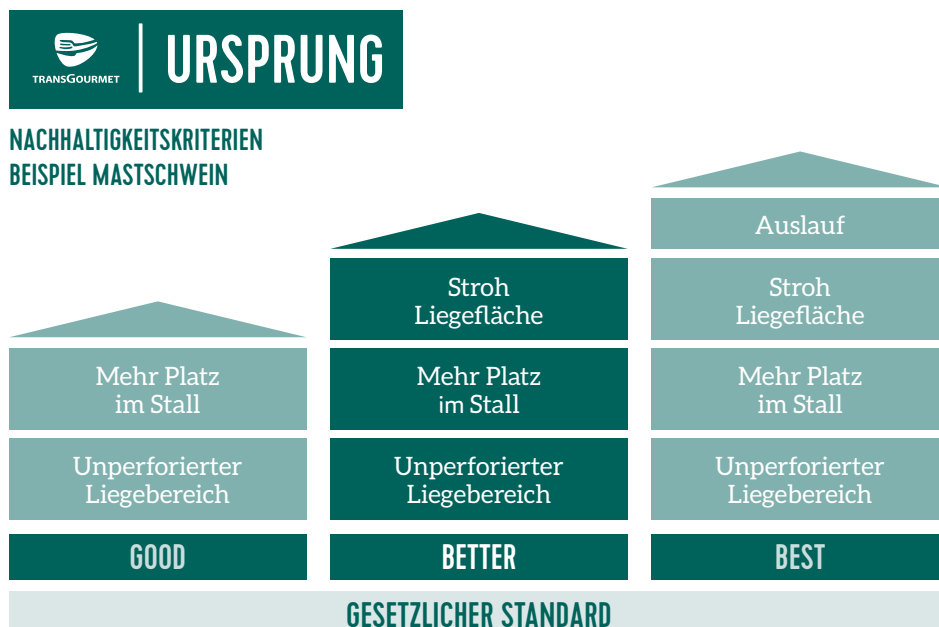 TRANSGOURMET
URSPRUNG
NACHHALTIGKEITSKRITERIEN
BEISPIEL MASTSCHWEIN
Mehr Platz
im Stall
Unperforierter
Liegebereich
GOOD
Stroh
Liegefläche
Mehr Platz
im Stall
Unperforierter
Liegebereich
BETTER
Auslauf
Stroh
Liegefläche
Mehr Platz
im Stall
Unperforierter
Liegebereich
BEST
GESETZLICHER STANDARD